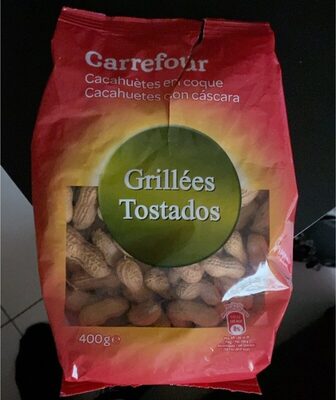 Carrefour
Cacahuètes en coque
Cacahuetes con cáscara
Grillées
Tostados
400g e